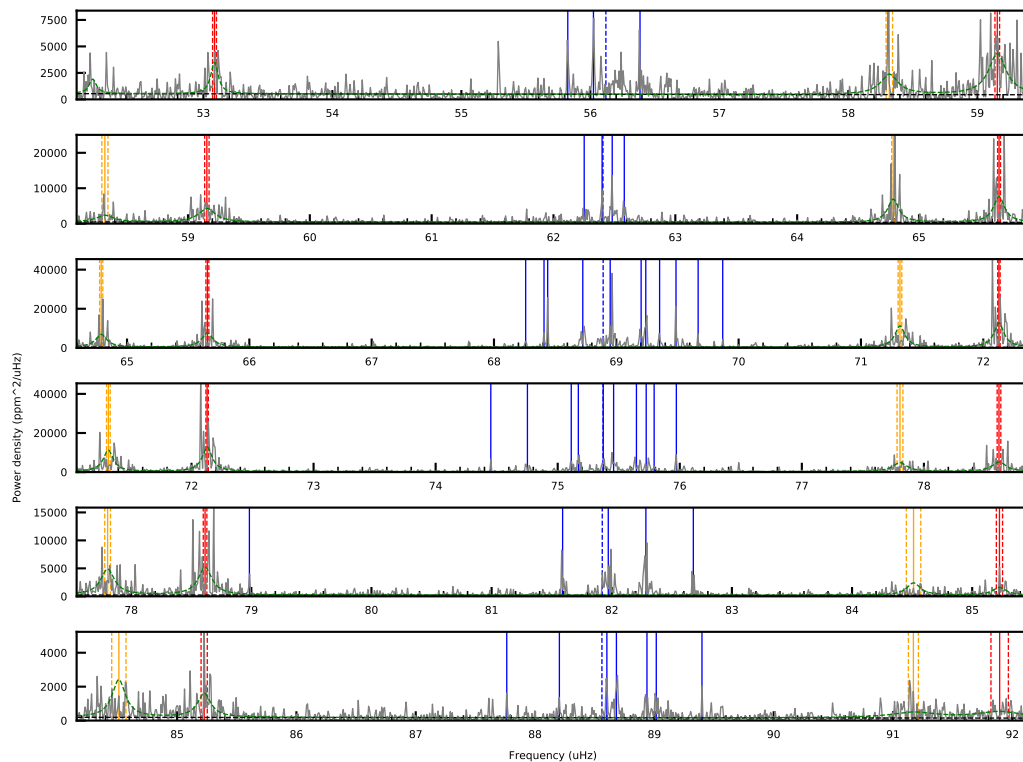 7500
5000
2500
0
53 54 55 56 57 58 59
20000
10000
0
59 60 61 62 63 64 65
40000
20000
0
65 66 67 68 69 70 71 72
Power density (ppm^2/uHz)
40000
20000
0
72 73 74 75 76 77 78
15000
10000
5000
0
78 79 80 81 82 83 84 85
4000
2000
0
85 86 87 88 89 90 91 92
Frequency (uHz)